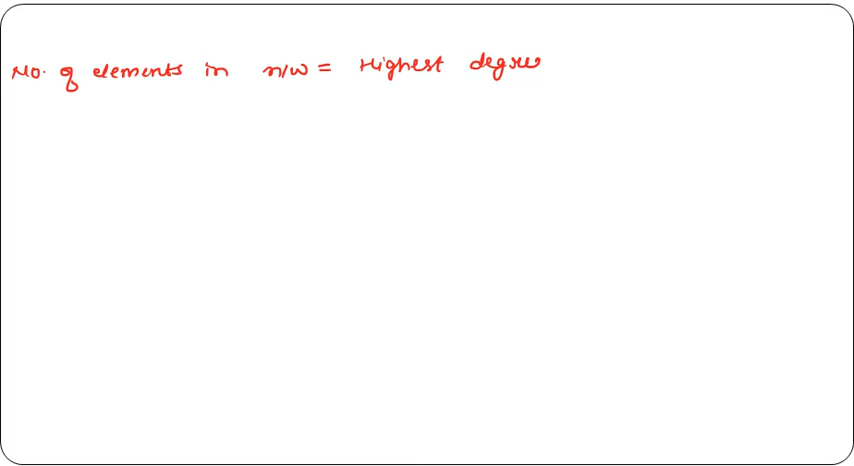 No. of elements in n/w = Highest degree